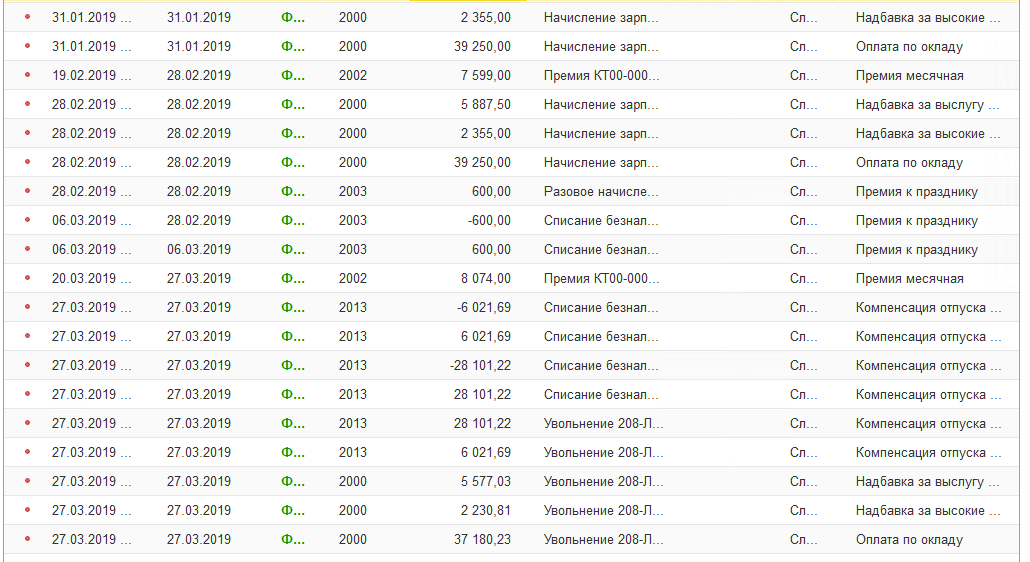 31.01.2019 31.01.2019 Ф... 2000 2 355,00 Начисление зарп... Сл... Надбавка за высокие ...
31.01.2019 ... 31.01.2019 Ф... 2000 39 250,00 Начисление зарп... Сл... Оплата по окладу
19.02.2019 ... 28.02.2019 Ф... 2002 7 599,00 Премия КТ00-000... Сл... Премия месячная
28.02.2019 ... 28.02.2019 Ф... 2000 5 887,50 Начисление зарп... Сл... Надбавка за выслугу ...
28.02.2019 ... 28.02.2019 Ф... 2000 2 355,00 Начисление зарп... Сл... Надбавка за высокие ...
28.02.2019 ... 28.02.2019 Ф... 2000 39 250,00 Начисление зарп... Сл... Оплата по окладу
28.02.2019 ... 28.02.2019 Ф... 2003 600,00 Разовое начисле... Сл... Премия к празднику
06.03.2019 ... 28.02.2019 Ф... 2003 -600,00 Списание безнал... Сл... Премия к празднику
06.03.2019 ... 06.03.2019 Ф... 2003 600,00 Списание безнал... Сл... Премия к празднику
20.03.2019 ... 27.03.2019 Ф... 2002 8 074,00 Премия КТ00-000... Сл... Премия месячная
27.03.2019 ... 27.03.2019 Ф... 2013 -6 021,69 Списание безнал... Сл... Компенсация отпуска ...
27.03.2019 ... 27.03.2019 Ф... 2013 6 021,69 Списание безнал... Сл... Компенсация отпуска ...
27.03.2019 ... 27.03.2019 Ф... 2013 -28 101,22 Списание безнал... Сл... Компенсация отпуска ...
27.03.2019 ... 27.03.2019 Ф... 2013 28 101,22 Списание безнал... Сл... Компенсация отпуска ...
27.03.2019 ... 27.03.2019 Ф... 2013 28 101,22 Увольнение 208-Л... Сл... Компенсация отпуска ...
27.03.2019 ... 27.03.2019 Ф... 2013 6 021,69 Увольнение 208-Л... Сл... Компенсация отпуска ...
27.03.2019 ... 27.03.2019 Ф... 2000 5 577,03 Увольнение 208-Л... Сл... Надбавка за выслугу ...
27.03.2019 ... 27.03.2019 Ф... 2000 2 230,81 Увольнение 208-Л... Сл... Надбавка за высокие ...
27.03.2019 ... 27.03.2019 Ф... 2000 37 180,23 Увольнение 208-Л... Сл... Оплата по окладу